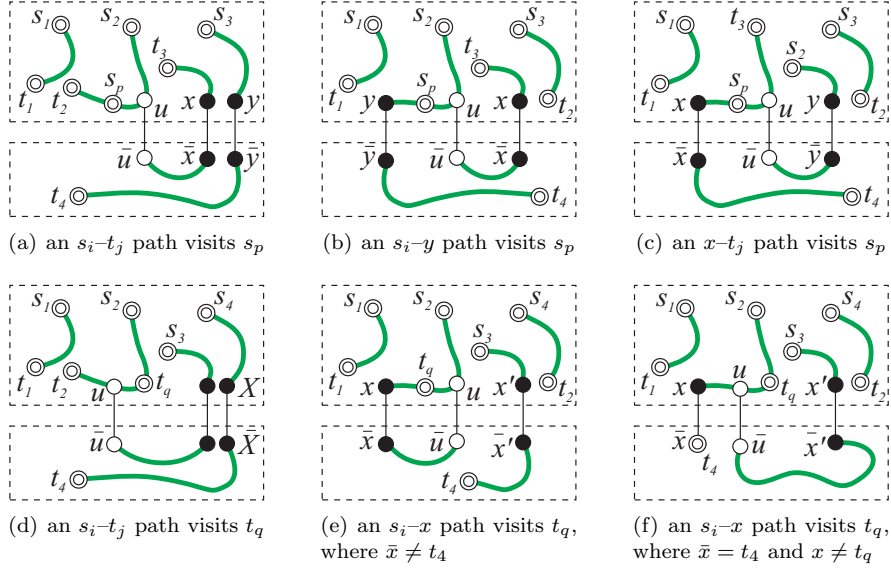 s1 s2 s3
t3
t1 t2 sp u x y
ū x̄ ȳ
t4
(a) an si–tj path visits sp
s1 s2 s3
t3
t1 y sp u x t2
ȳ ū x̄
t4
(b) an si–y path visits sp
s1 t3 s3
s2
t1 x sp u y t2
x̄ ū ȳ
t4
(c) an x–tj path visits sp
s1 s2 s4
s3
t1 t2 u tq X
ū X̄
t4
(d) an si–tj path visits tq
s1 s2 s4
s3
t1 x tq u x' t2
x̄ ū x̄'
t4
(e) an si–x path visits tq,
where x̄ ≠ t4
s1 s2 s4
s3
t1 x u tq x' t2
x̄ t4 ū x̄'
(f) an si–x path visits tq,
where x̄ = t4 and x ≠ tq